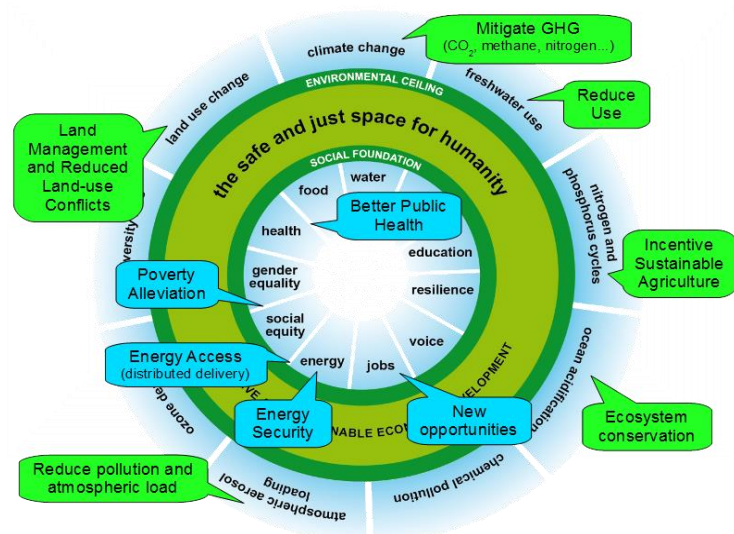 Mitigate GHG
(CO2, methane, nitrogen...)
climate change
ENVIRONMENTAL CEILING
freshwater use
Reduce
Use
land use change
Land
Management
and Reduced
Land-use
Conflicts
the safe and just space for humanity
SOCIAL FOUNDATION
water
food
Better Public
Health
health
education
nitrogen and
phosphorus cycles
Incentive
Sustainable
Agriculture
gender
equality
resilience
Poverty
Alleviation
social
equity
voice
Energy Access
(distributed delivery)
energy
jobs
ocean acidification
Energy
Security
New
opportunities
Ecosystem
conservation
Reduce pollution and
atmospheric load
atmospheric aerosol
loading
chemical pollution